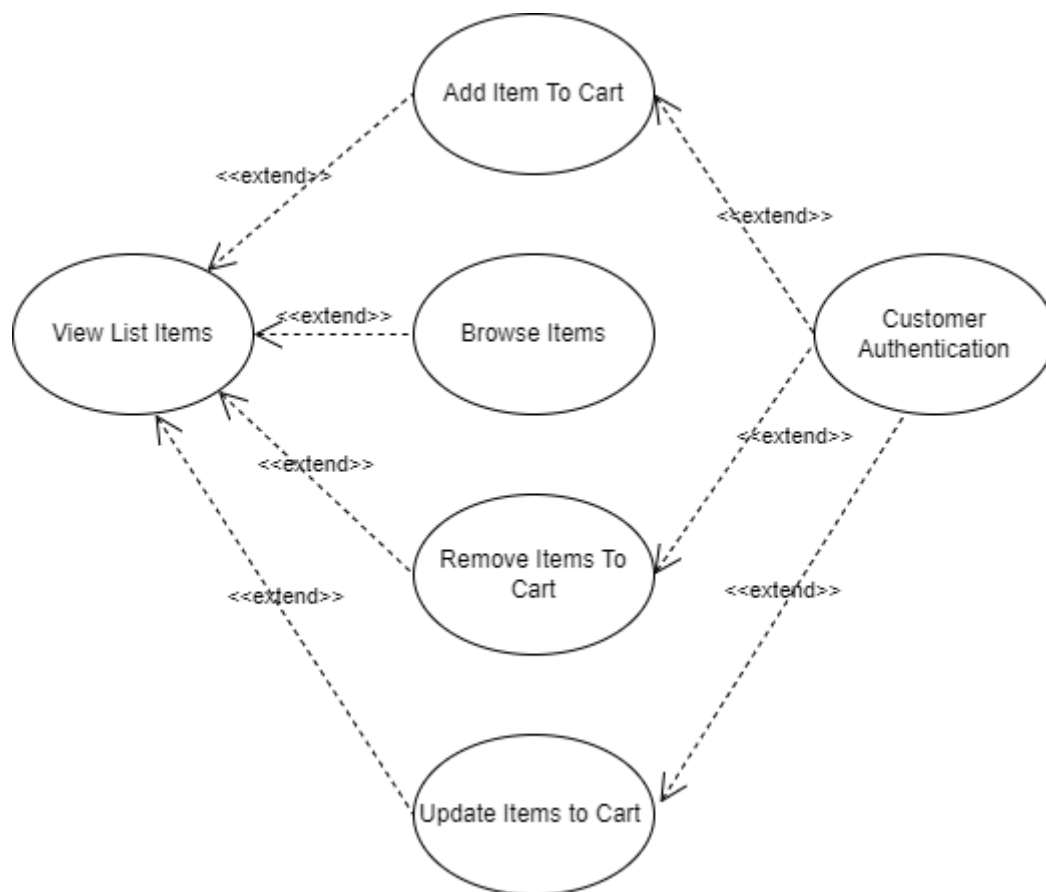 Add Item To Cart
<<extend>>
<<extend>>
View List Items
<<extend>>
Browse Items
Customer
Authentication
<<extend>>
<<extend>>
Remove Items To
Cart
<<extend>>
<<extend>>
Update Items to Cart